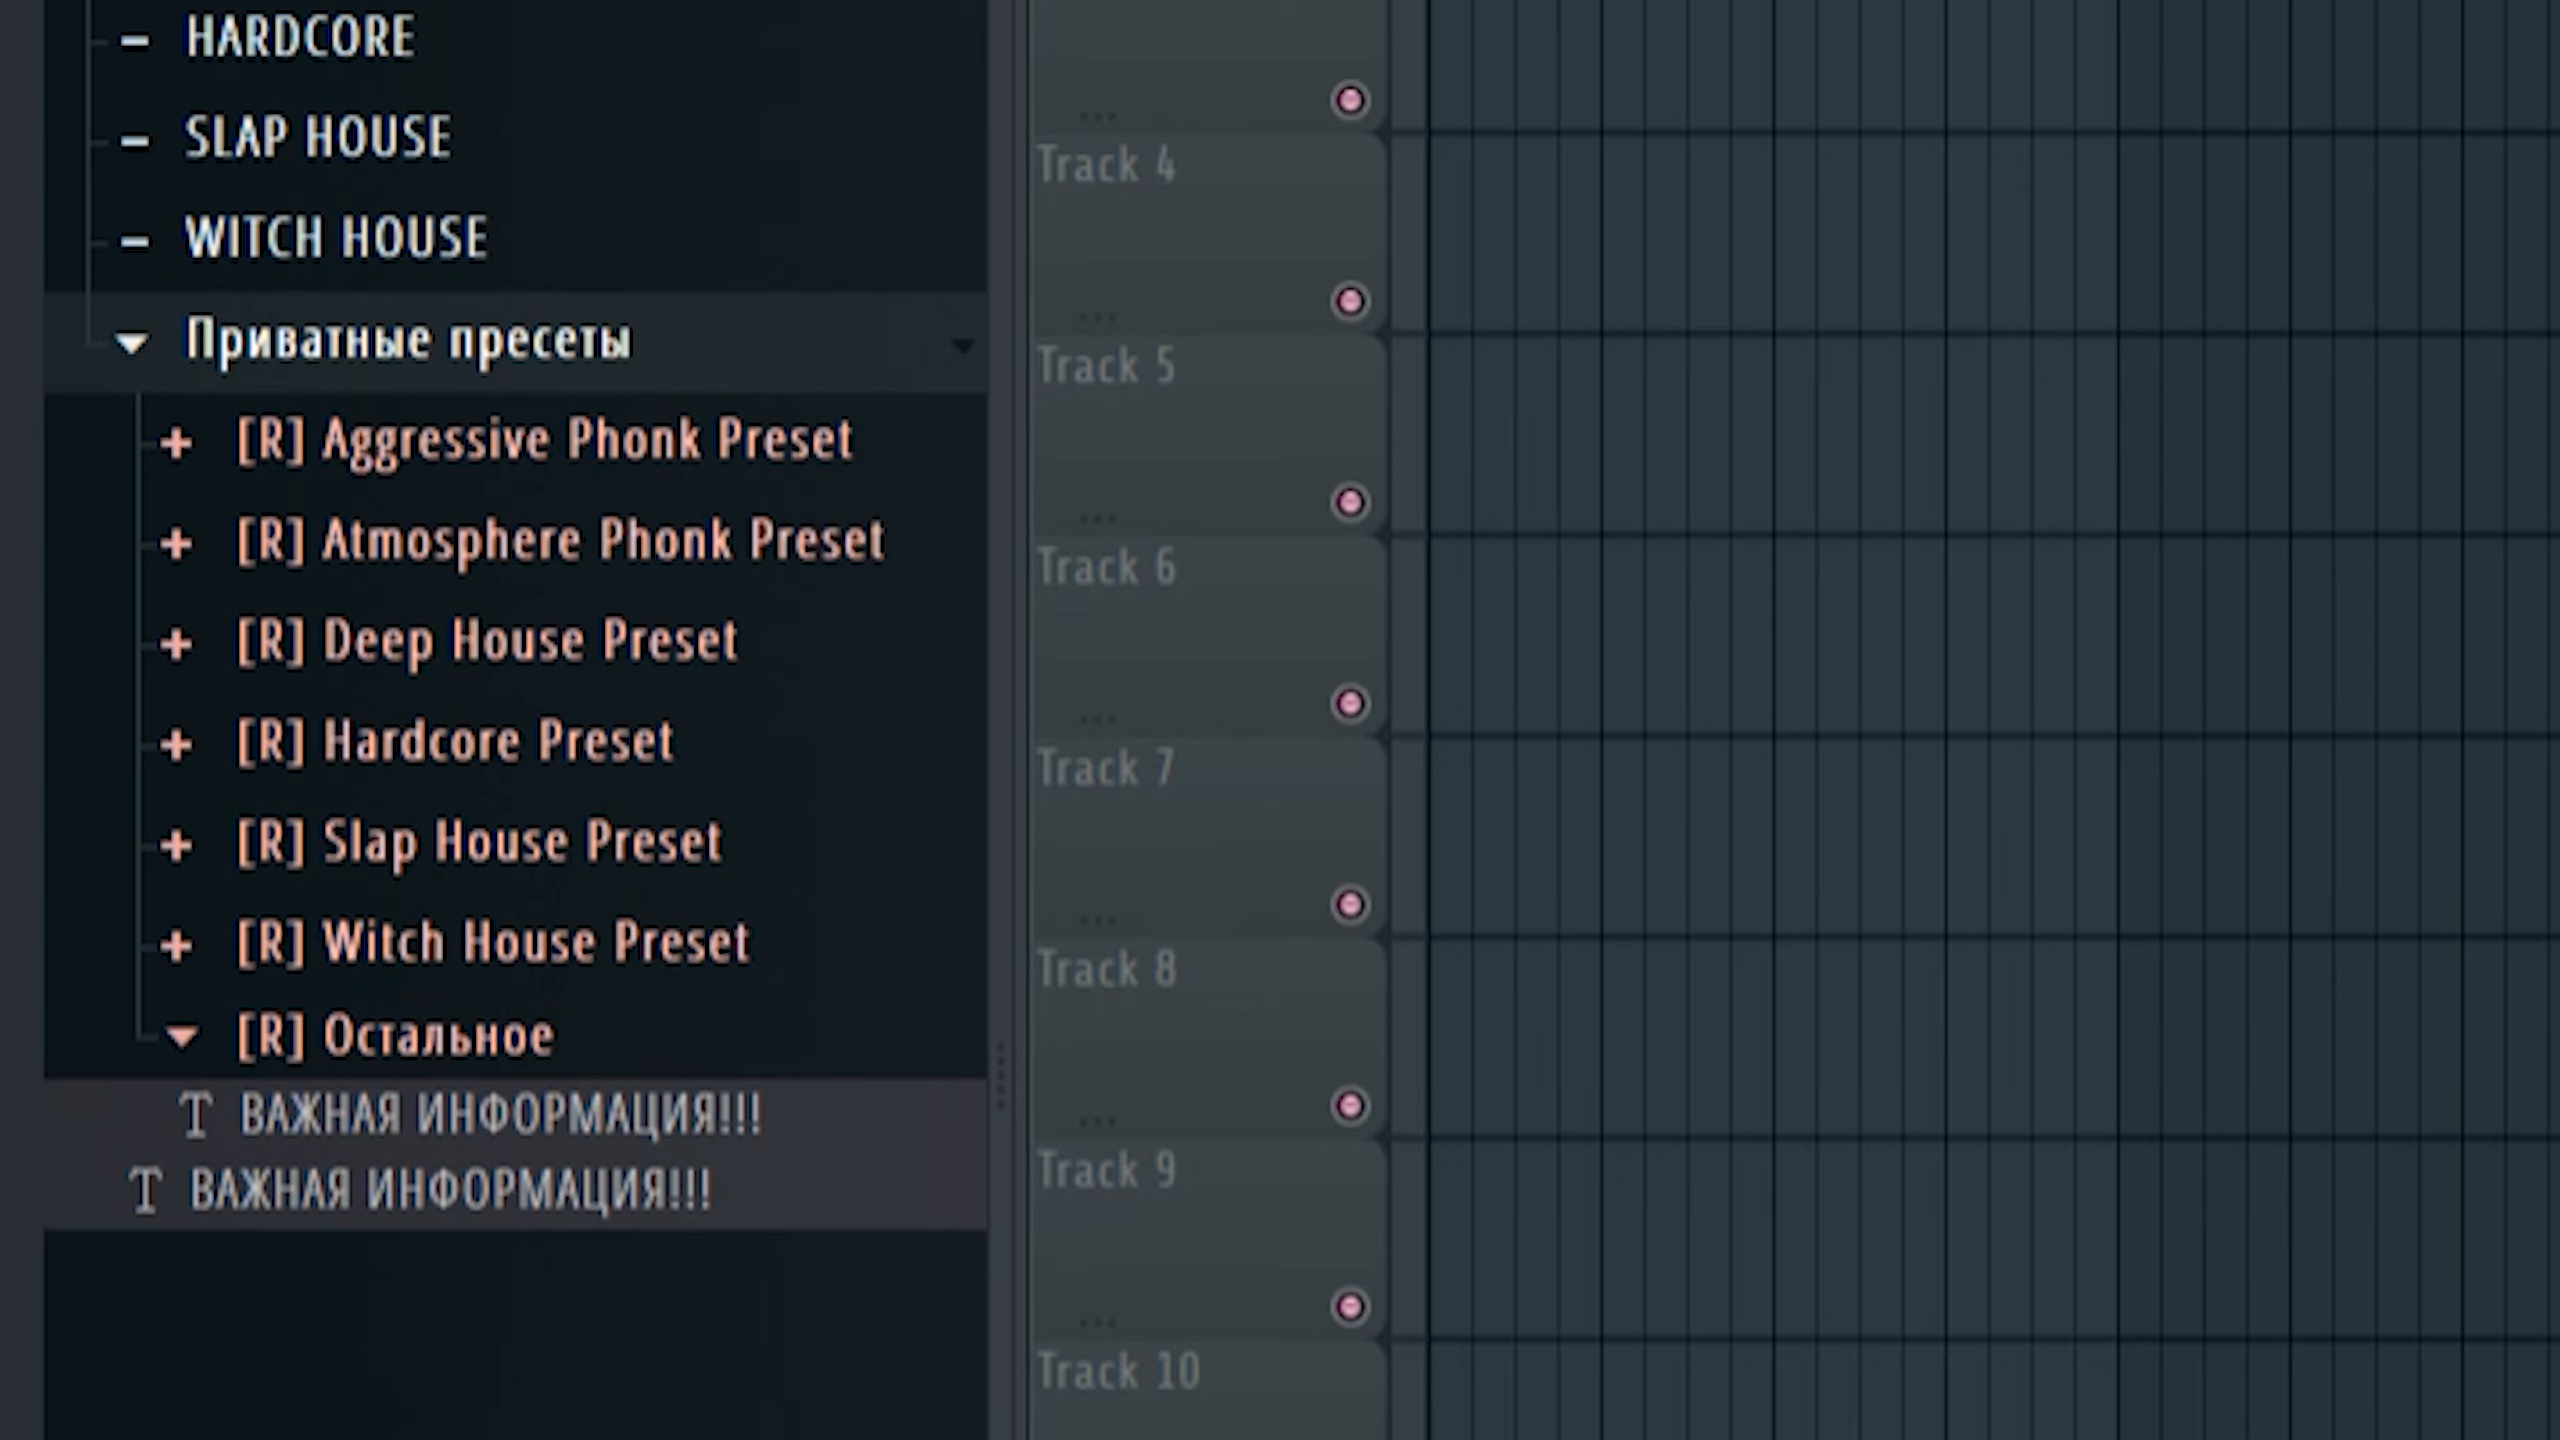 HARDCORE
SLAP HOUSE
WITCH HOUSE
Приватные пресеты
[R] Aggressive Phonk Preset
[R] Atmosphere Phonk Preset
[R] Deep House Preset
[R] Hardcore Preset
[R] Slap House Preset
[R] Witch House Preset
[R] Остальное
ВАЖНАЯ ИНФОРМАЦИЯ!!!
ВАЖНАЯ ИНФОРМАЦИЯ!!!
Track 4
Track 5
Track 6
Track 7
Track 8
Track 9
Track 10